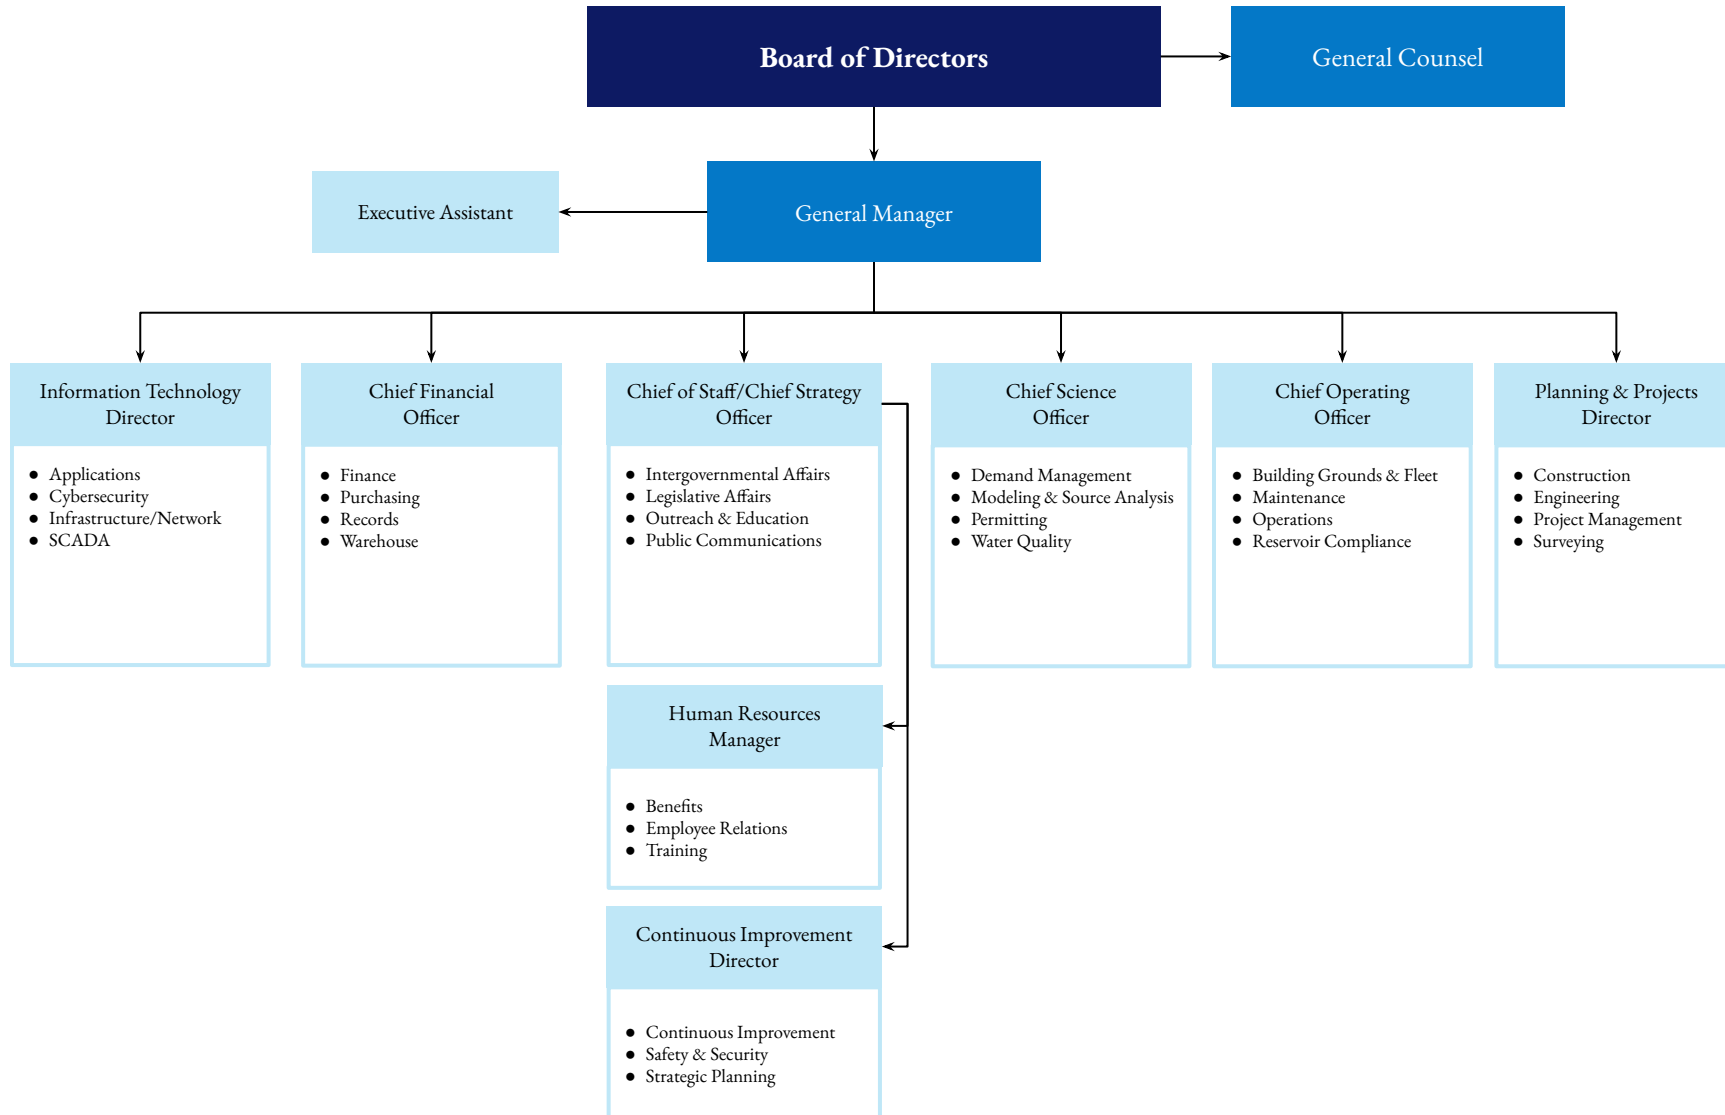 Board of Directors
General Counsel
Executive Assistant
General Manager
Information Technology
Director
● Applications
● Cybersecurity
● Infrastructure/Network
● SCADA
Chief Financial
Officer
● Finance
● Purchasing
● Records
● Warehouse
Chief of Staff/Chief Strategy
Officer
● Intergovernmental Affairs
● Legislative Affairs
● Outreach & Education
● Public Communications
Human Resources
Manager
● Benefits
● Employee Relations
● Training
Continuous Improvement
Director
● Continuous Improvement
● Safety & Security
● Strategic Planning
Chief Science
Officer
● Demand Management
● Modeling & Source Analysis
● Permitting
● Water Quality
Chief Operating
Officer
● Building Grounds & Fleet
● Maintenance
● Operations
● Reservoir Compliance
Planning & Projects
Director
● Construction
● Engineering
● Project Management
● Surveying